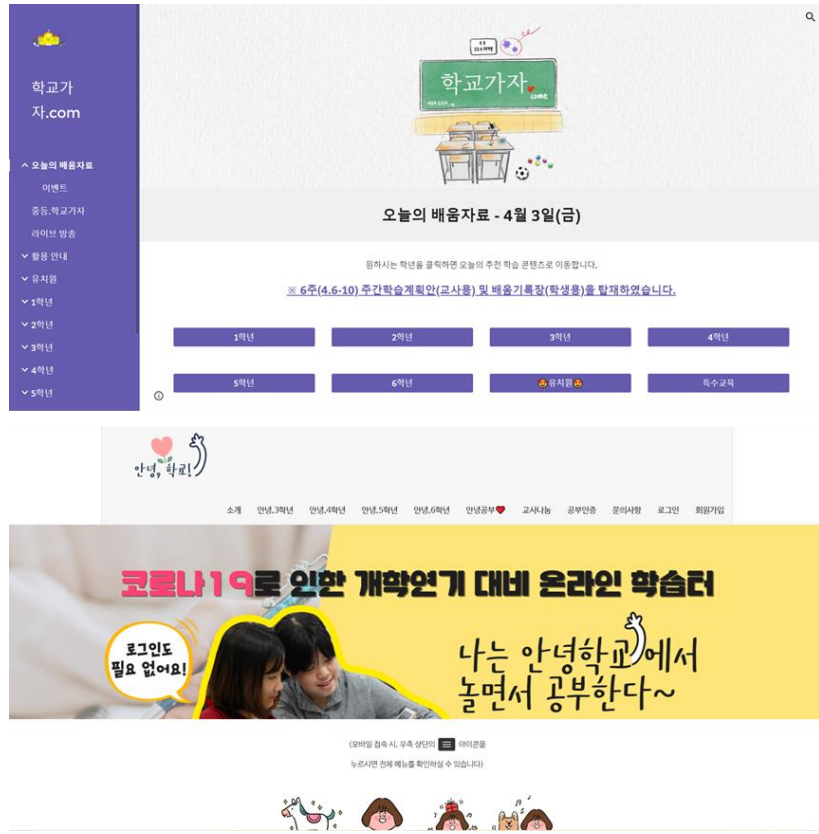 학교가
자.com
오늘의 배움자료
이벤트
중등,학교가자
라이브 방송
활용 안내
유치원
1학년
2학년
3학년
4학년
5학년
학교가자
come
오늘의 배움자료 - 4월 3일(금)
원하시는 학년을 클릭하면 오늘의 추천 학습 콘텐츠로 이동합니다.
※ 6주(4.6-10) 주간학습계획안(교사용) 및 배움기록장(학생용)을 탑재하였습니다.
1학년 2학년 3학년 4학년
5학년 6학년 유치원 특수교육
안녕, 학교!
소개 안녕,3학년 안녕,4학년 안녕,5학년 안녕,6학년 안녕공부 교사나눔 공부인증 문의사항 로그인 회원가입
코로나19로 인한 개학연기 대비 온라인 학습터
로그인도
필요 없어요!
나는 안녕학교에서
놀면서 공부한다~
(모바일 접속 시, 우측 상단의 아이콘을
누르시면 전체 메뉴를 확인하실 수 있습니다)